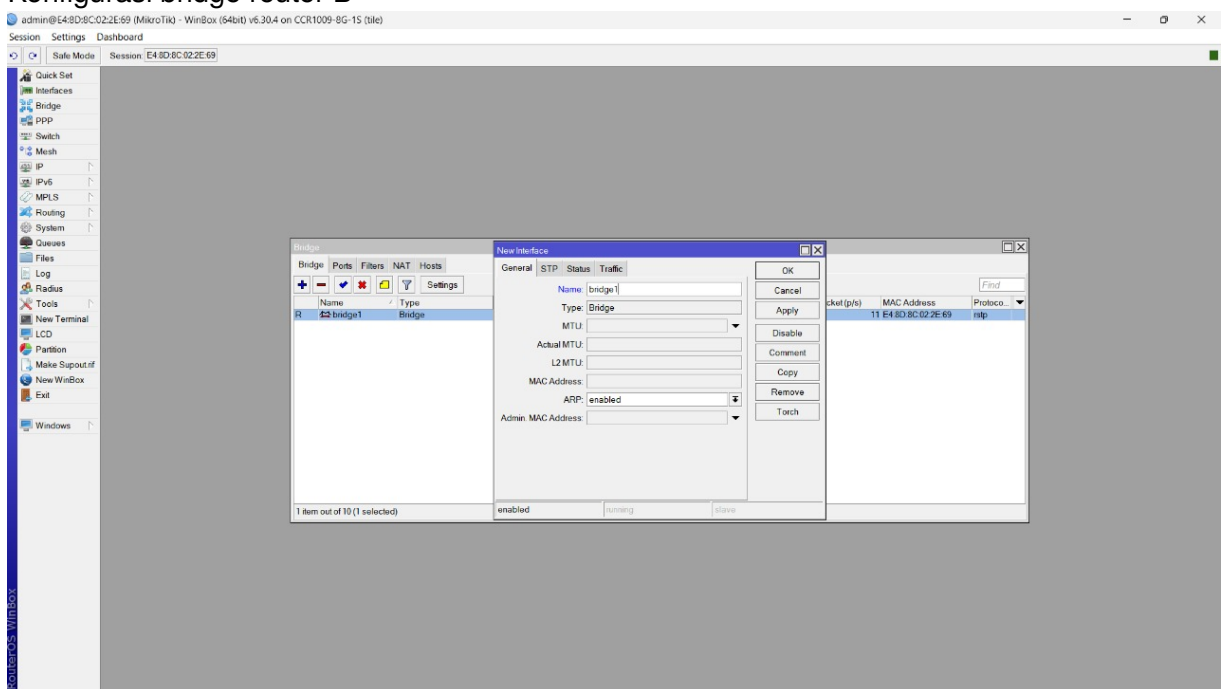 Konfigurasi bridge router B
admin@E4:8D:8C:02:2E:69 (MikroTik) - WinBox (64bit) v6.30.4 on CCR1009-8G-1S (tile)
Session Settings Dashboard
Safe Mode Session: E4:8D:8C:02:2E:69
Quick Set
Interfaces
Bridge
PPP
Switch
Mesh
IP
IPv6
MPLS
Routing
System
Queues
Files
Log
Radius
Tools
New Terminal
LCD
Partition
Make Supout.rif
New WinBox
Exit
Windows
RouterOS WinBox
Bridge
Bridge Ports Filters NAT Hosts
Settings
Find
Name Type
cket (p/s) MAC Address Protoco...
R bridge1 Bridge
11 E4:8D:8C:02:2E:69 rstp
1 item out of 10 (1 selected)
New Interface
General STP Status Traffic
Name: bridge1
Type: Bridge
MTU:
Actual MTU:
L2 MTU:
MAC Address:
ARP: enabled
Admin. MAC Address:
OK
Cancel
Apply
Disable
Comment
Copy
Remove
Torch
enabled running slave